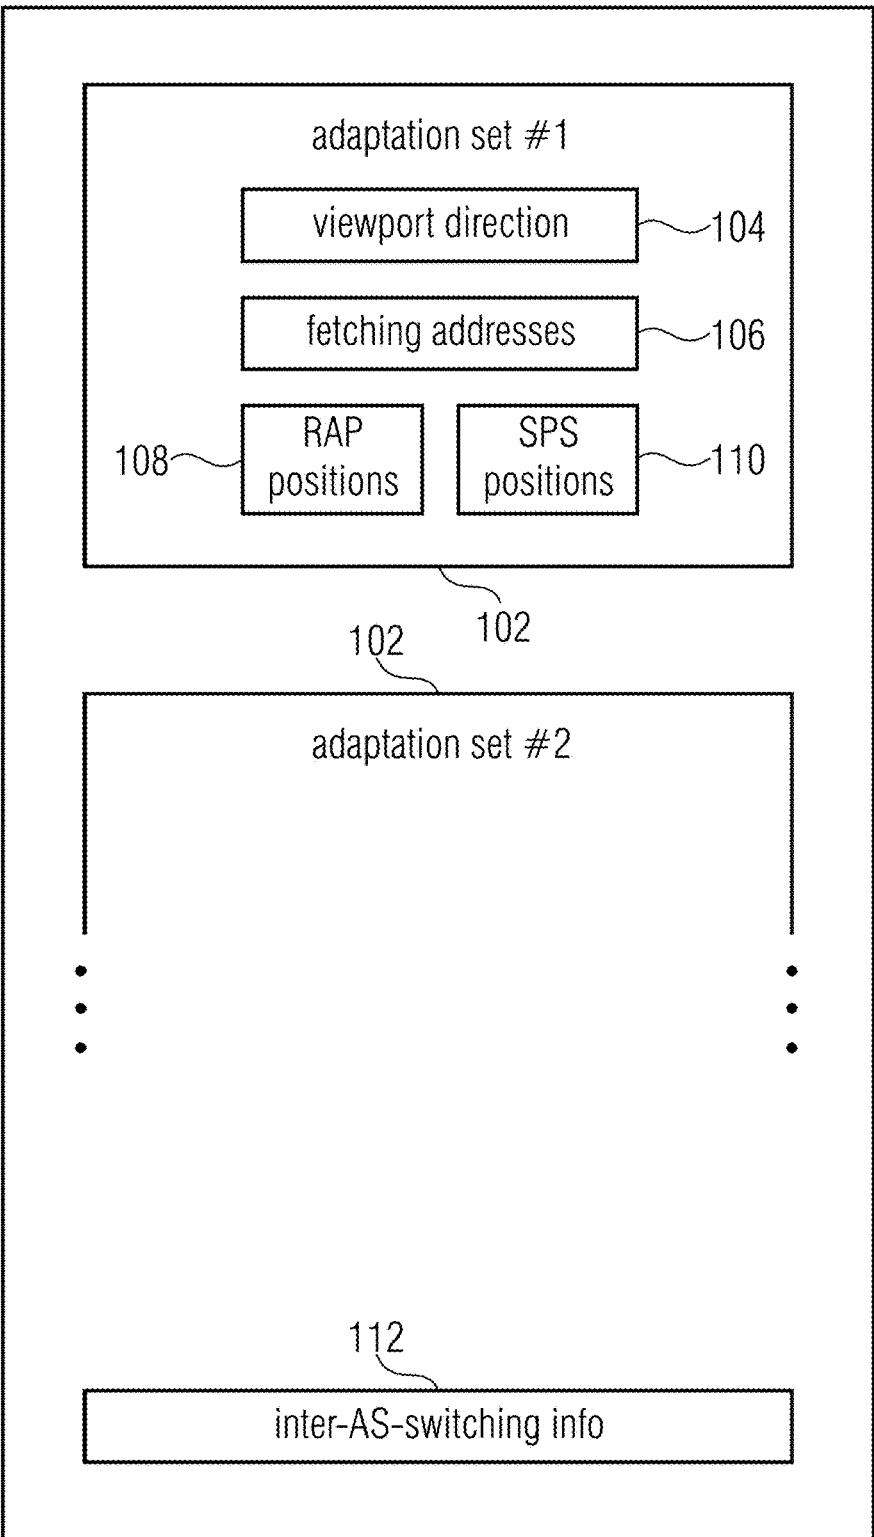 adaptation set #1
viewport direction
104
fetching addresses
106
108
RAP
positions
SPS
positions
110
102
102
adaptation set #2
112
inter-AS-switching info